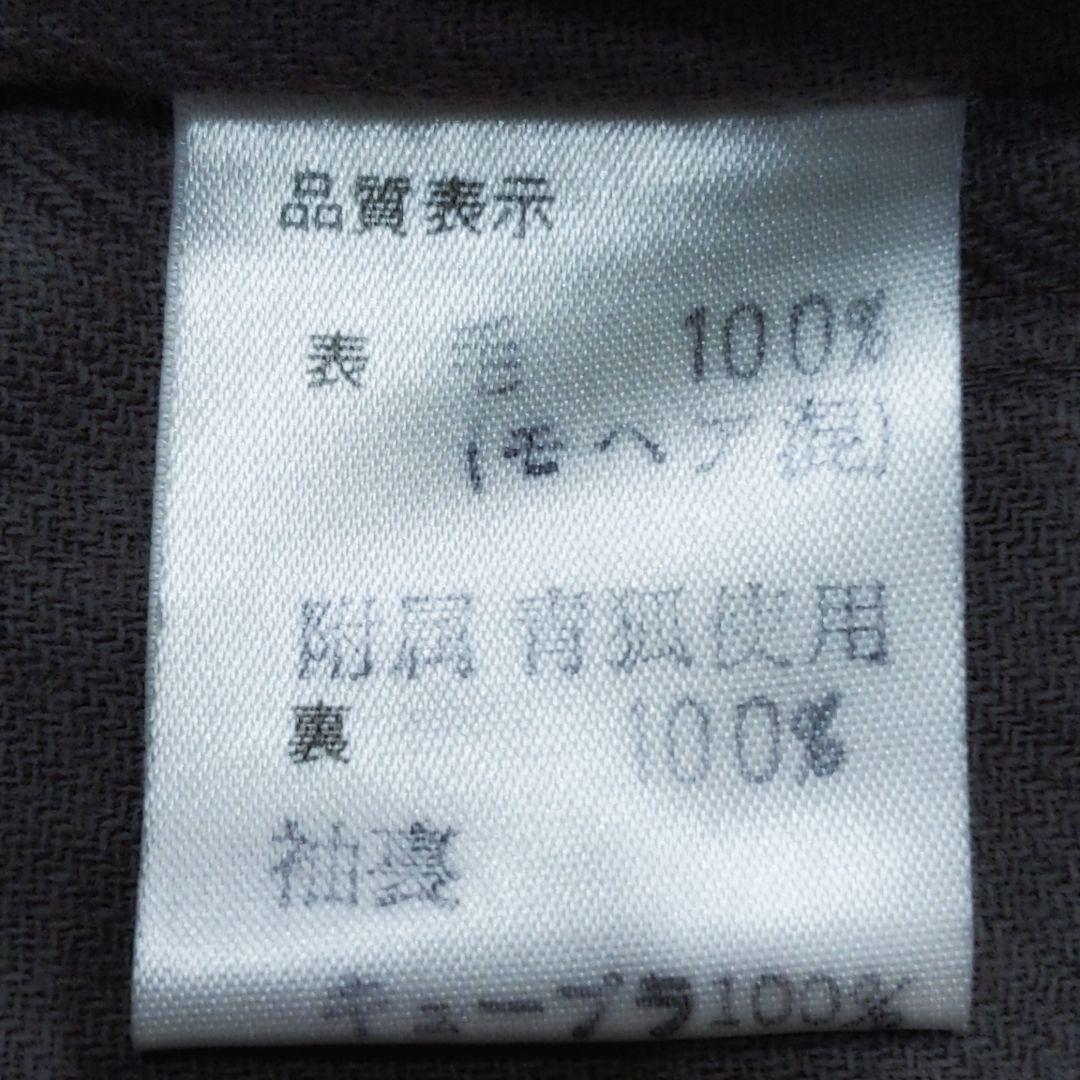 品質表示
表 毛 100%
(モヘア混)
附属 青狐使用
裏 100%
袖裏
キュープラ100%